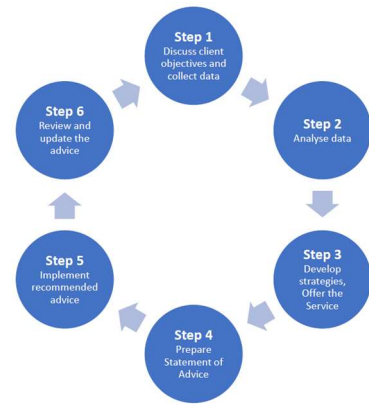 Step 1
Discuss client
objectives and
collect data
Step 2
Analyse data
Step 3
Develop
strategies,
Offer the
Service
Step 4
Prepare
Statement of
Advice
Step 5
Implement
recommended
advice
Step 6
Review and
update the
advice